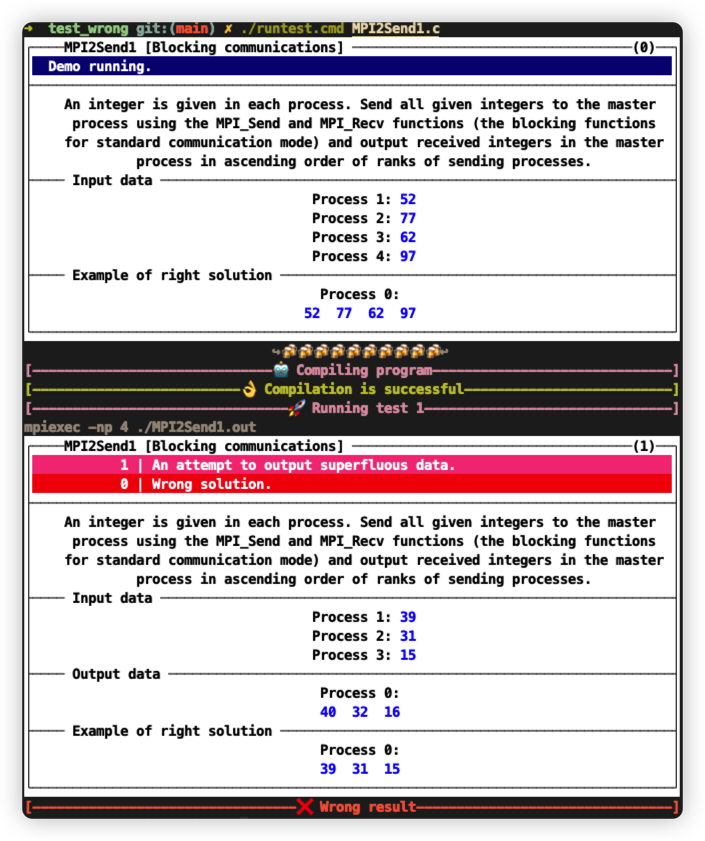 → test_wrong git:(main) ✗ ./runtest.cmd MPI2Send1.c
MPI2Send1 [Blocking communications] (0)
Demo running.
An integer is given in each process. Send all given integers to the master
process using the MPI_Send and MPI_Recv functions (the blocking functions
for standard communication mode) and output received integers in the master
process in ascending order of ranks of sending processes.
Input data
Process 1: 52
Process 2: 77
Process 3: 62
Process 4: 97
Example of right solution
Process 0:
52 77 62 97
[Compiling program]
[👌 Compilation is successful]
[🚀 Running test 1]
mpiexec -np 4 ./MPI2Send1.out
MPI2Send1 [Blocking communications] (1)
1 | An attempt to output superfluous data.
0 | Wrong solution.
An integer is given in each process. Send all given integers to the master
process using the MPI_Send and MPI_Recv functions (the blocking functions
for standard communication mode) and output received integers in the master
process in ascending order of ranks of sending processes.
Input data
Process 1: 39
Process 2: 31
Process 3: 15
Output data
Process 0:
40 32 16
Example of right solution
Process 0:
39 31 15
[❌ Wrong result]